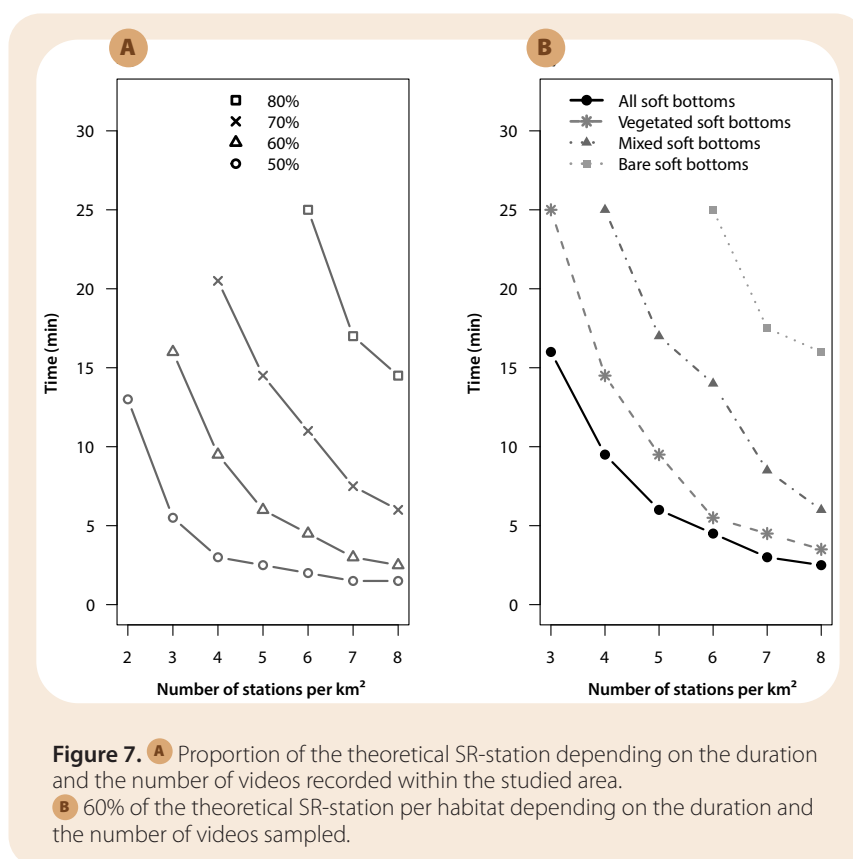 A
80%
70%
60%
50%
30
25
20
15
10
5
0
Time (min)
2 3 4 5 6 7 8
Number of stations per km²
B
All soft bottoms
Vegetated soft bottoms
Mixed soft bottoms
Bare soft bottoms
30
25
20
15
10
5
0
Time (min)
3 4 5 6 7 8
Number of stations per km²
Figure 7. A Proportion of the theoretical SR-station depending on the duration
and the number of videos recorded within the studied area.
B 60% of the theoretical SR-station per habitat depending on the duration and
the number of videos sampled.